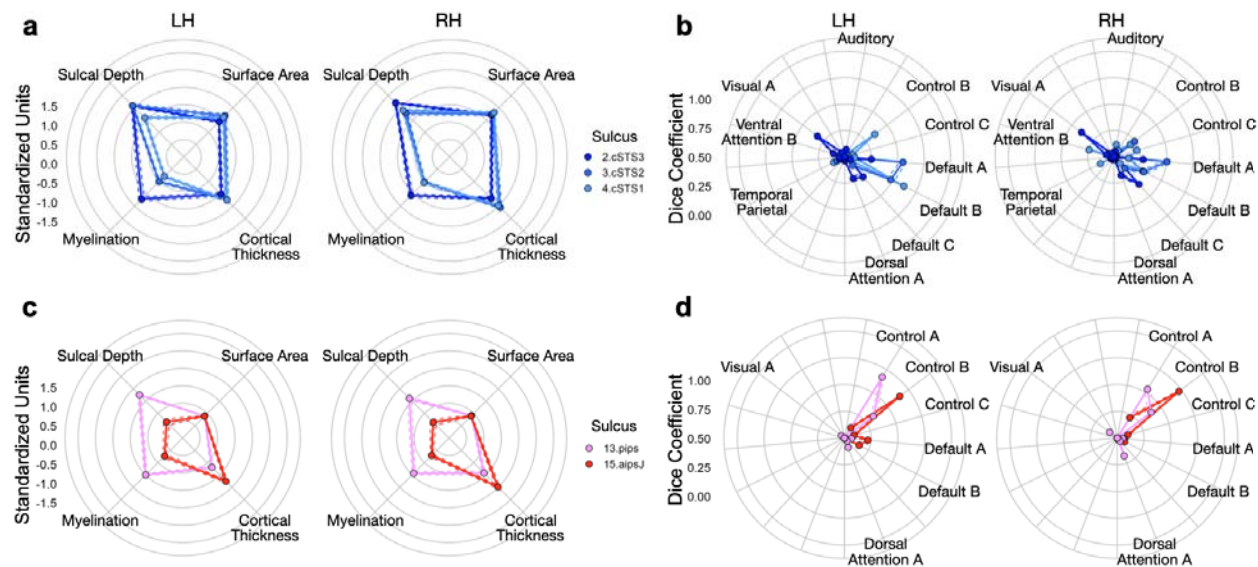 a
LH
RH
Sulcal Depth
Surface Area
Sulcal Depth
Surface Area
Standardized Units
1.5
1.0
0.5
0.0
-0.5
-1.0
-1.5
Myelination
Cortical
Thickness
Myelination
Cortical
Thickness
Sulcus
2.cSTS3
3.cSTS2
4.cSTS1
b
LH
RH
Auditory
Auditory
Visual A
Control B
Visual A
Control B
Ventral
Attention B
Control C
Ventral
Attention B
Control C
Dice Coefficient
1.00
0.75
0.50
0.25
0.00
Default A
Default A
Temporal
Parietal
Default B
Temporal
Parietal
Default B
Default C
Default C
Dorsal
Attention A
Dorsal
Attention A
c
Sulcal Depth
Surface Area
Sulcal Depth
Surface Area
Standardized Units
1.5
1.0
0.5
0.0
-0.5
-1.0
-1.5
Myelination
Cortical
Thickness
Myelination
Cortical
Thickness
Sulcus
13.pips
15.aipsJ
d
Control A
Control A
Visual A
Control B
Visual A
Control B
Control C
Control C
Dice Coefficient
1.00
0.75
0.50
0.25
0.00
Default A
Default A
Default B
Default B
Dorsal
Attention A
Dorsal
Attention A